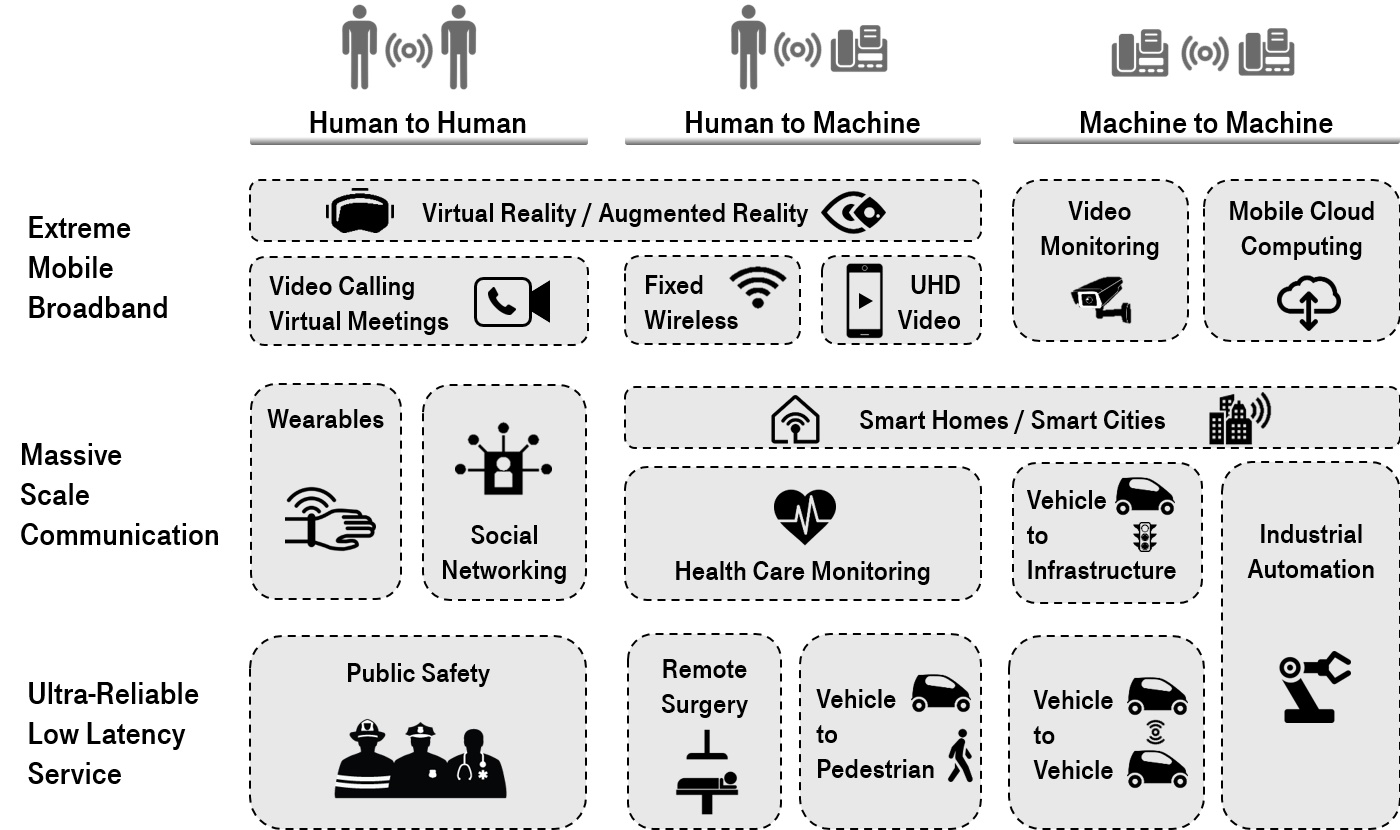 Human to Human
Human to Machine
Machine to Machine
Extreme
Mobile
Broadband
Virtual Reality / Augmented Reality
Video Calling
Virtual Meetings
Fixed
Wireless
UHD
Video
Video
Monitoring
Mobile Cloud
Computing
Massive
Scale
Communication
Wearables
Social
Networking
Smart Homes / Smart Cities
Health Care Monitoring
Vehicle
to
Infrastructure
Industrial
Automation
Ultra-Reliable
Low Latency
Service
Public Safety
Remote
Surgery
Vehicle
to
Pedestrian
Vehicle
to
Vehicle